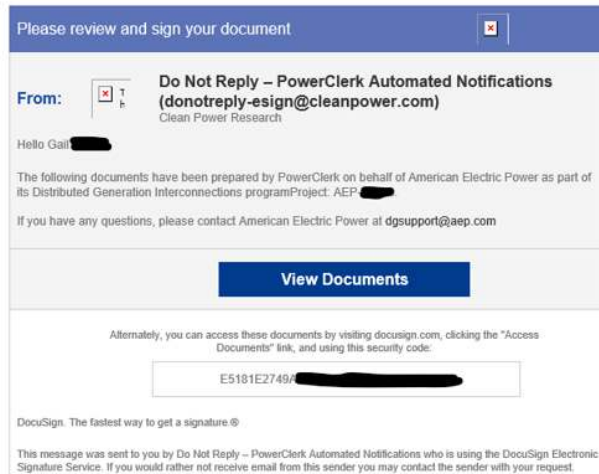 Please review and sign your document
From:
Do Not Reply – PowerClerk Automated Notifications
(donotreply-esign@cleanpower.com)
Clean Power Research
Hello Gail
The following documents have been prepared by PowerClerk on behalf of American Electric Power as part of
its Distributed Generation Interconnections programProject: AEP-
If you have any questions, please contact American Electric Power at dgsupport@aep.com
View Documents
Alternately, you can access these documents by visiting docusign.com, clicking the "Access
Documents" link, and using this security code:
E5181E2749A
DocuSign. The fastest way to get a signature ®
This message was sent to you by Do Not Reply – PowerClerk Automated Notifications who is using the DocuSign Electronic
Signature Service. If you would rather not receive email from this sender you may contact the sender with your request.